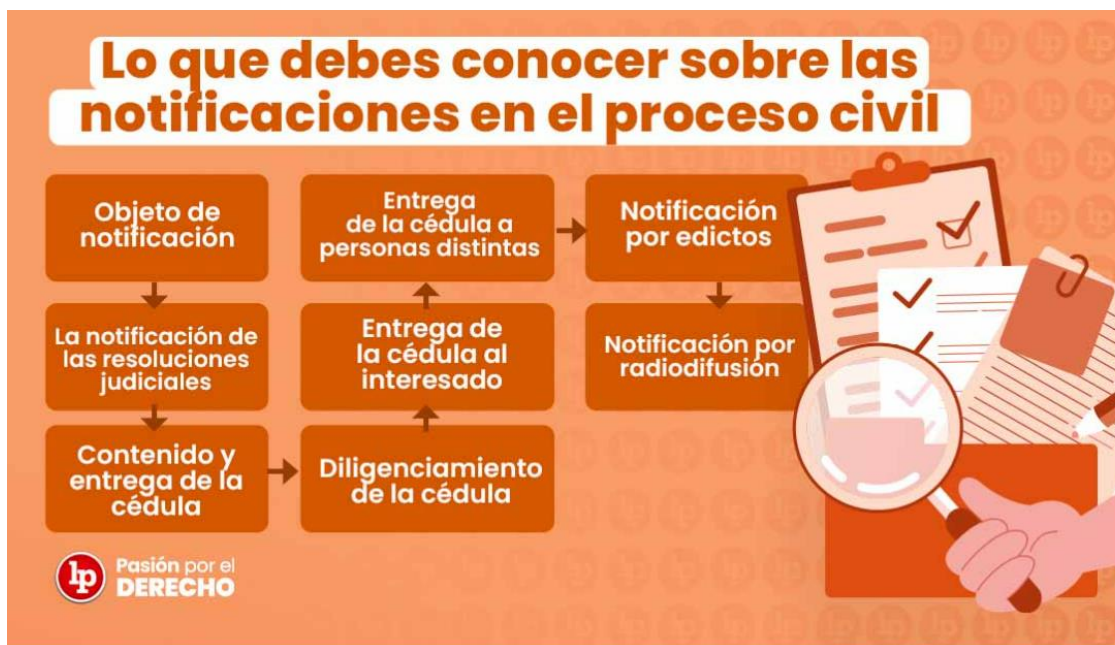 Lo que debes conocer sobre las
notificaciones en el proceso civil
Objeto de
notificación
La notificación de
las resoluciones
judiciales
Contenido y
entrega de la
cédula
Diligenciamiento
de la cédula
Entrega de
la cédula al
interesado
Entrega
de la cédula a
personas distintas
Notificación
por edictos
Notificación por
radiodifusión
lp
Pasión por el
DERECHO